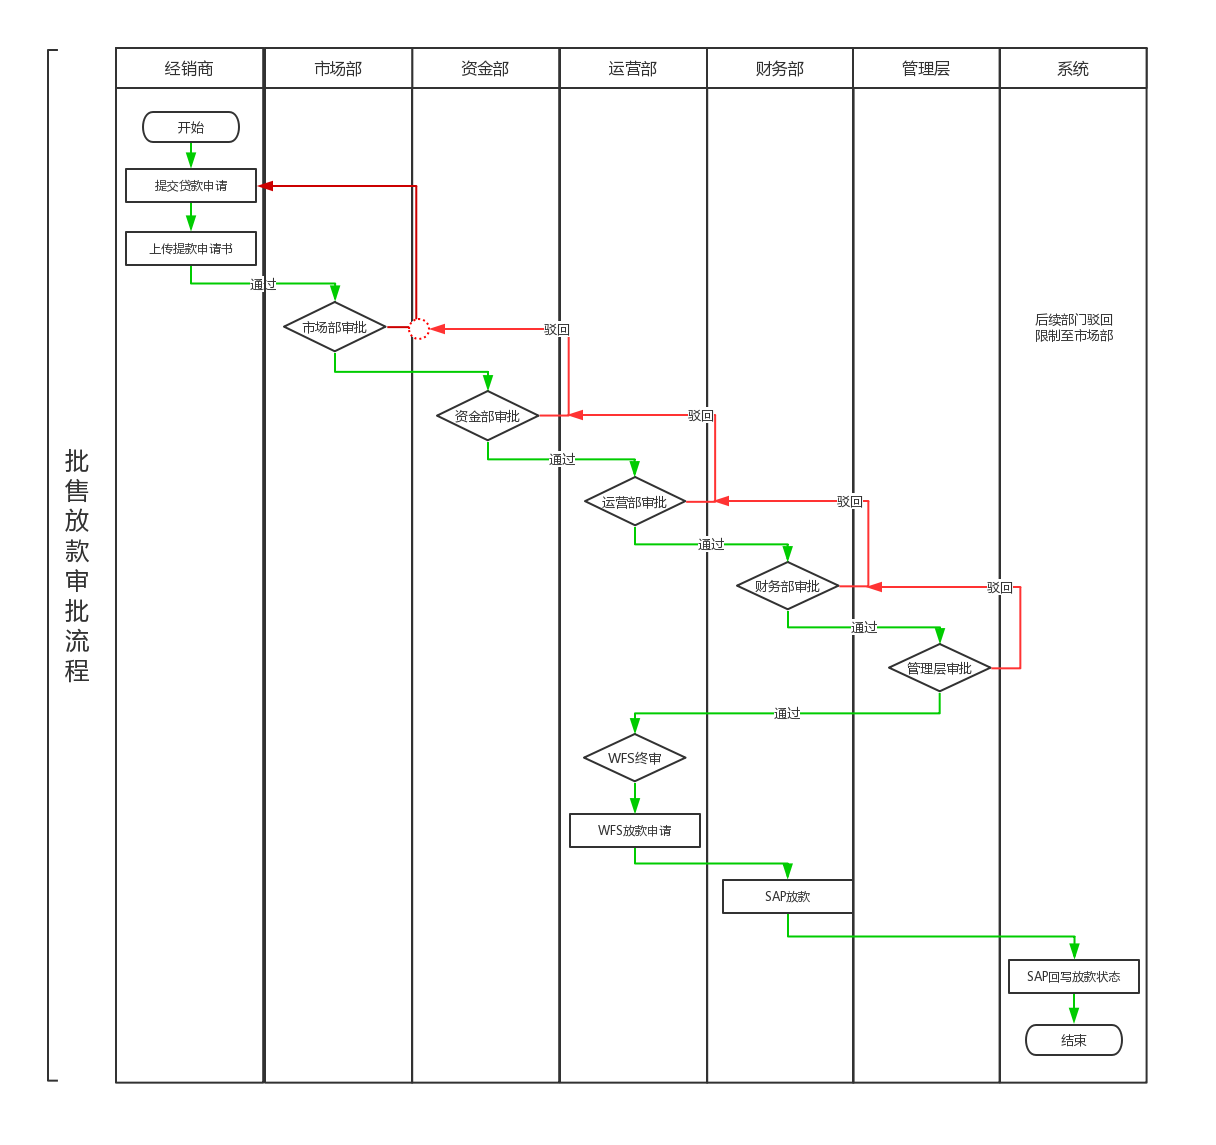 批售放款审批流程
经销商
市场部
资金部
运营部
财务部
管理层
系统
开始
提交贷款申请
上传提款申请书
通过
市场部审批
驳回
后续部门驳回
限制至市场部
资金部审批
驳回
通过
运营部审批
驳回
通过
财务部审批
驳回
通过
管理层审批
通过
WFS终审
WFS放款申请
SAP放款
SAP回写放款状态
结束